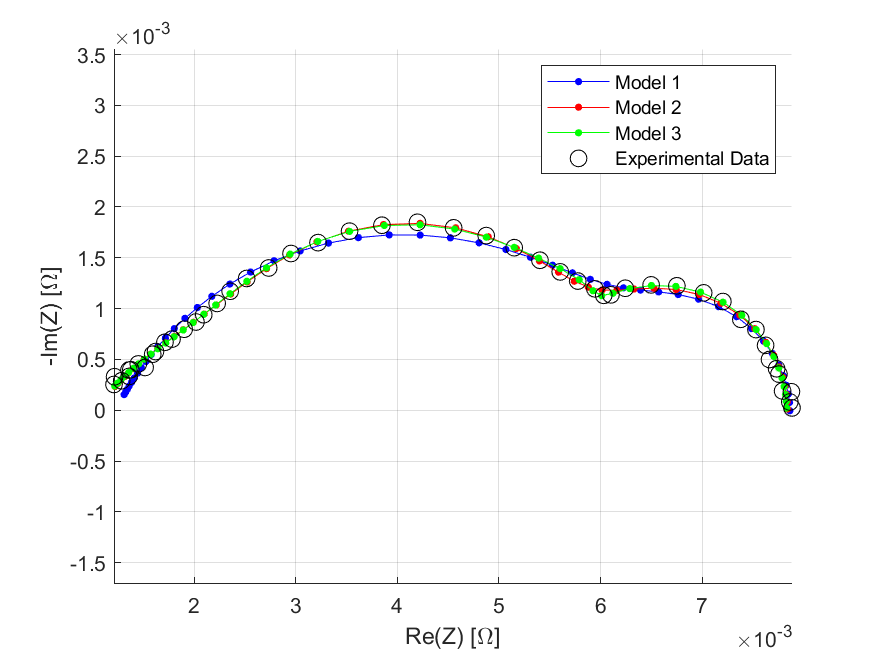 ×10⁻³
3.5
3
2.5
2
1.5
1
0.5
0
-0.5
-1
-1.5
-Im(Z) [Ω]
Model 1
Model 2
Model 3
Experimental Data
2 3 4 5 6 7
Re(Z) [Ω]
×10⁻³